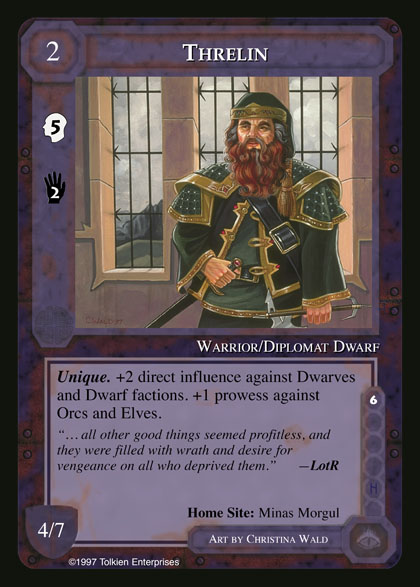 2
THRELIN
5
2
WARRIOR/DIPLOMAT DWARF
Unique. +2 direct influence against Dwarves
and Dwarf factions. +1 prowess against
Orcs and Elves.
“… all other good things seemed profitless, and
they were filled with wrath and desire for
vengeance on all who deprived them.” —LotR
6
H
Home Site: Minas Morgul
4/7
ART BY CHRISTINA WALD
©1997 Tolkien Enterprises